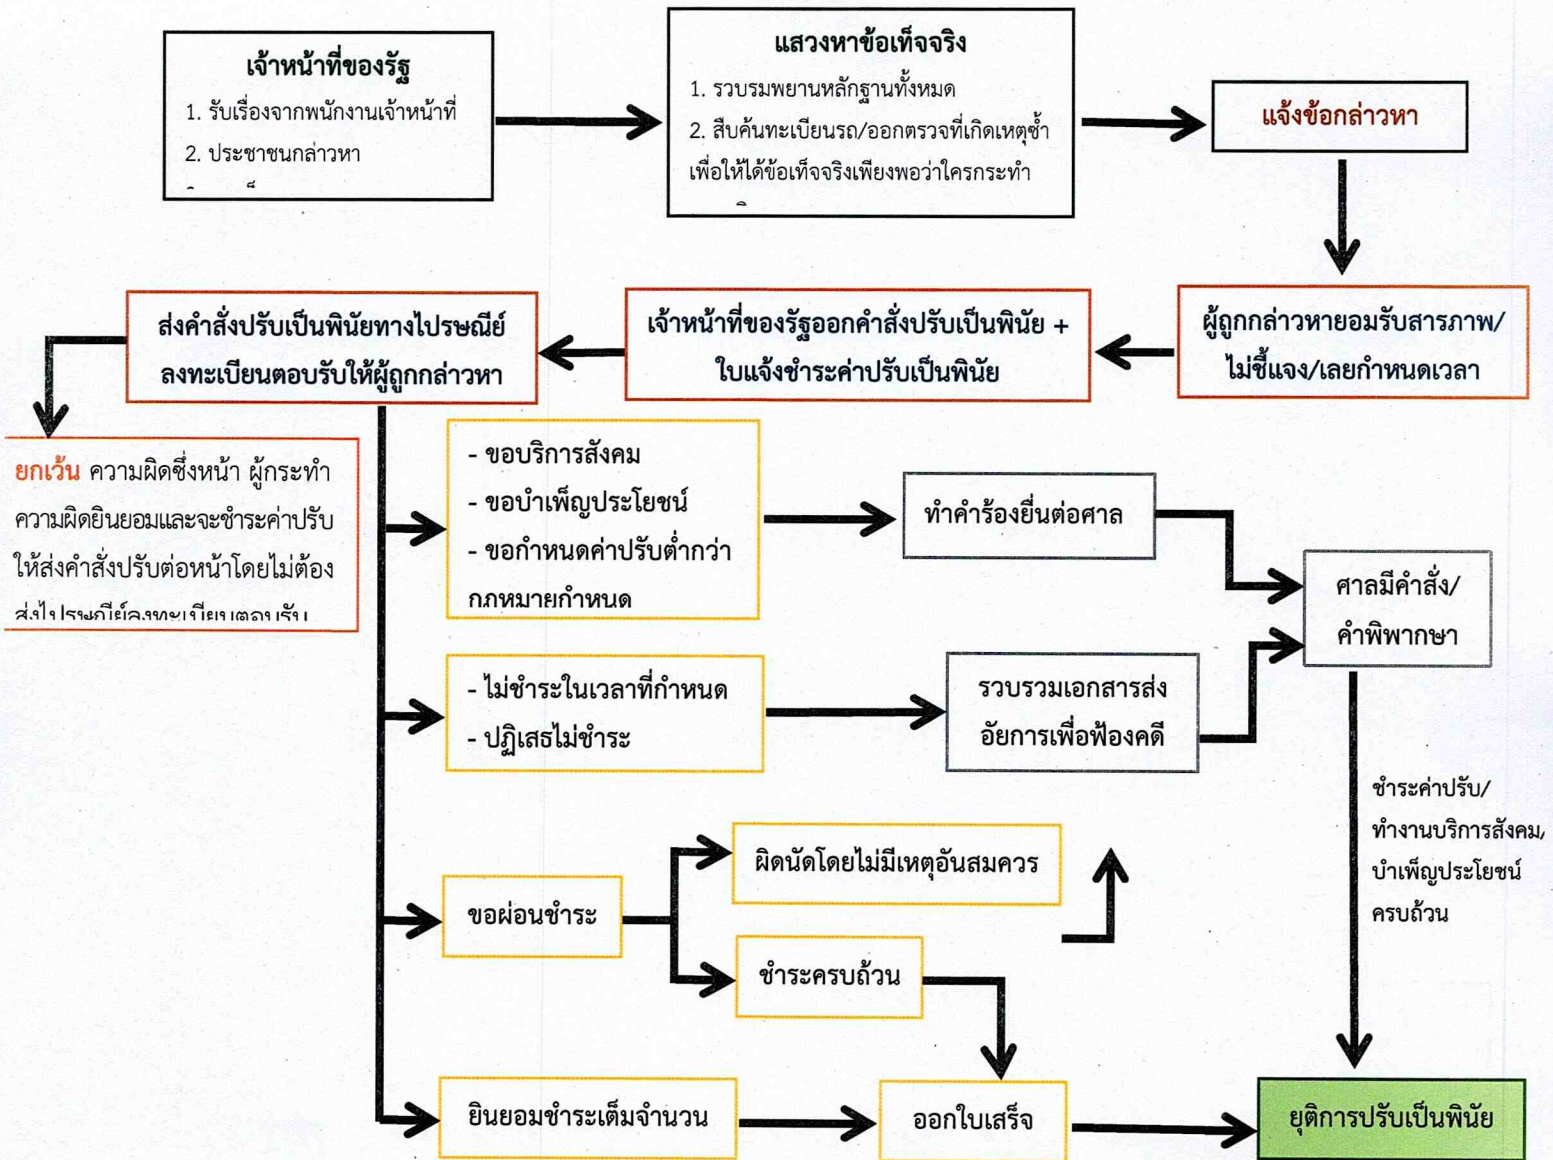 เจ้าหน้าที่ของรัฐ
1. รับเรื่องจากพนักงานเจ้าหน้าที่
2. ประชาชนกล่าวหา
แสวงหาข้อเท็จจริง
1. รวบรมพยานหลักฐานทั้งหมด
2. สืบค้นทะเบียนรถ/ออกตรวจที่เกิดเหตุซ้ำ
เพื่อให้ได้ข้อเท็จจริงเพียงพอว่าใครกระทำ
แจ้งข้อกล่าวหา
ผู้ถูกกล่าวหายอมรับสารภาพ/
ไม่ชี้แจง/เลยกำหนดเวลา
เจ้าหน้าที่ของรัฐออกคำสั่งปรับเป็นพินัย +
ใบแจ้งชำระค่าปรับเป็นพินัย
ส่งคำสั่งปรับเป็นพินัยทางไปรษณีย์
ลงทะเบียนตอบรับให้ผู้ถูกกล่าวหา
ยกเว้น ความผิดซึ่งหน้า ผู้กระทำ
ความผิดยินยอมและจะชำระค่าปรับ
ให้ส่งคำสั่งปรับต่อหน้าโดยไม่ต้อง
ส่งไปรษณีย์ลงทะเบียนตอบรับ
- ขอบริการสังคม
- ขอบำเพ็ญประโยชน์
- ขอกำหนดค่าปรับต่ำกว่า
กฎหมายกำหนด
ทำคำร้องยื่นต่อศาล
ศาลมีคำสั่ง/
คำพิพากษา
- ไม่ชำระในเวลาที่กำหนด
- ปฏิเสธไม่ชำระ
รวบรวมเอกสารส่ง
อัยการเพื่อฟ้องคดี
ชำระค่าปรับ/
ทำงานบริการสังคม/
บำเพ็ญประโยชน์
ครบถ้วน
ขอผ่อนชำระ
ผิดนัดโดยไม่มีเหตุอันสมควร
ชำระครบถ้วน
ยินยอมชำระเต็มจำนวน
ออกใบเสร็จ
ยุติการปรับเป็นพินัย